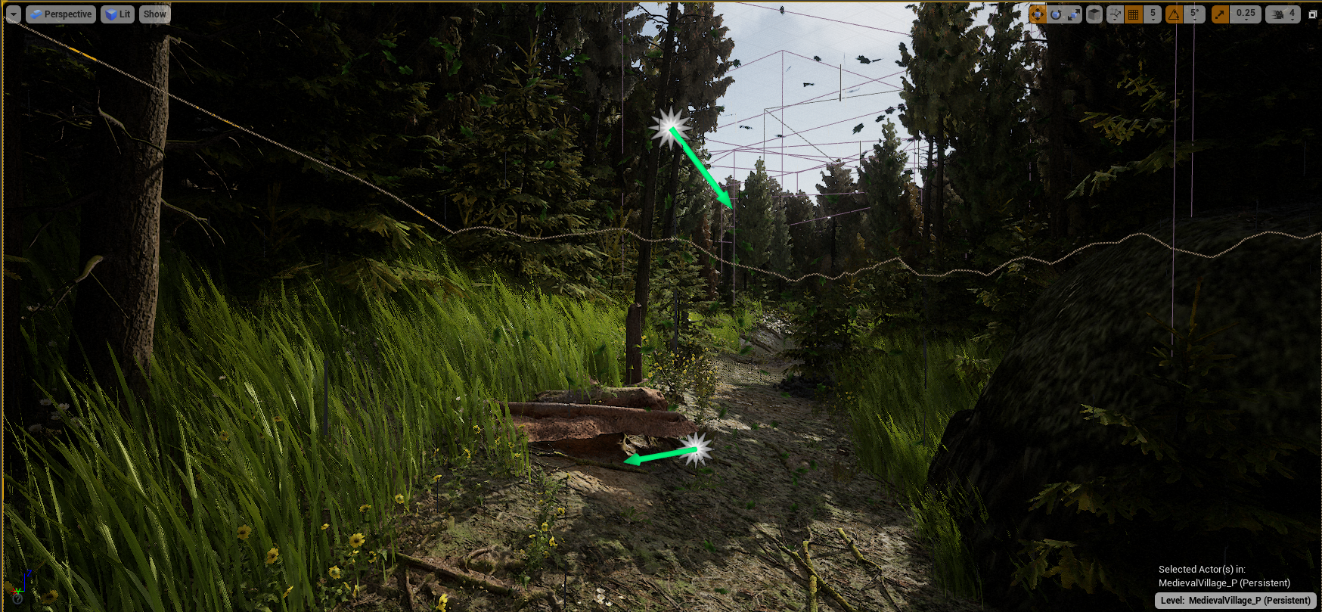 Perspective Lit Show 5 5° 0.25 4
Selected Actor(s) in:
MedievalVillage_P (Persistent)
Level: MedievalVillage_P (Persistent)